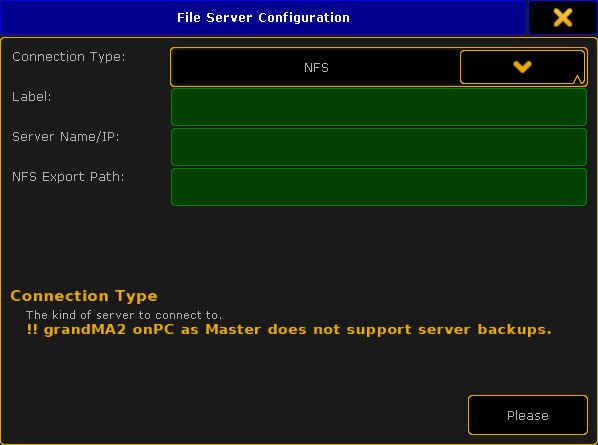 File Server Configuration
Connection Type:
NFS
Label:
Server Name/IP:
NFS Export Path:
Connection Type
The kind of server to connect to.
!! grandMA2 onPC as Master does not support server backups.
Please